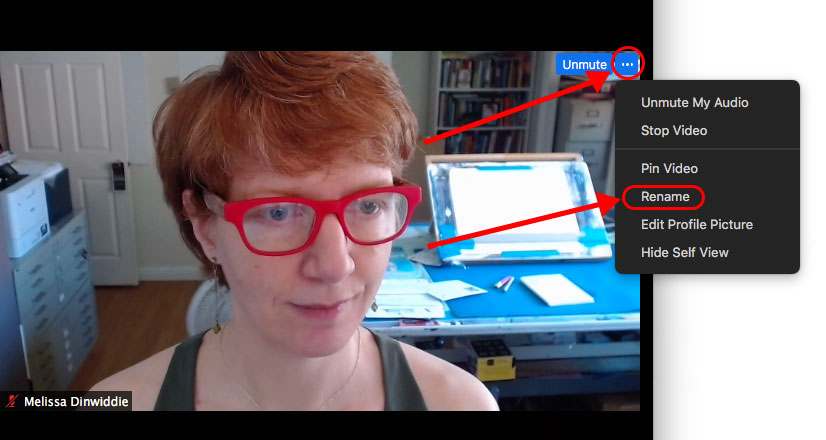 Unmute ...
Unmute My Audio
Stop Video
Pin Video
Rename
Edit Profile Picture
Hide Self View
Melissa Dinwiddie